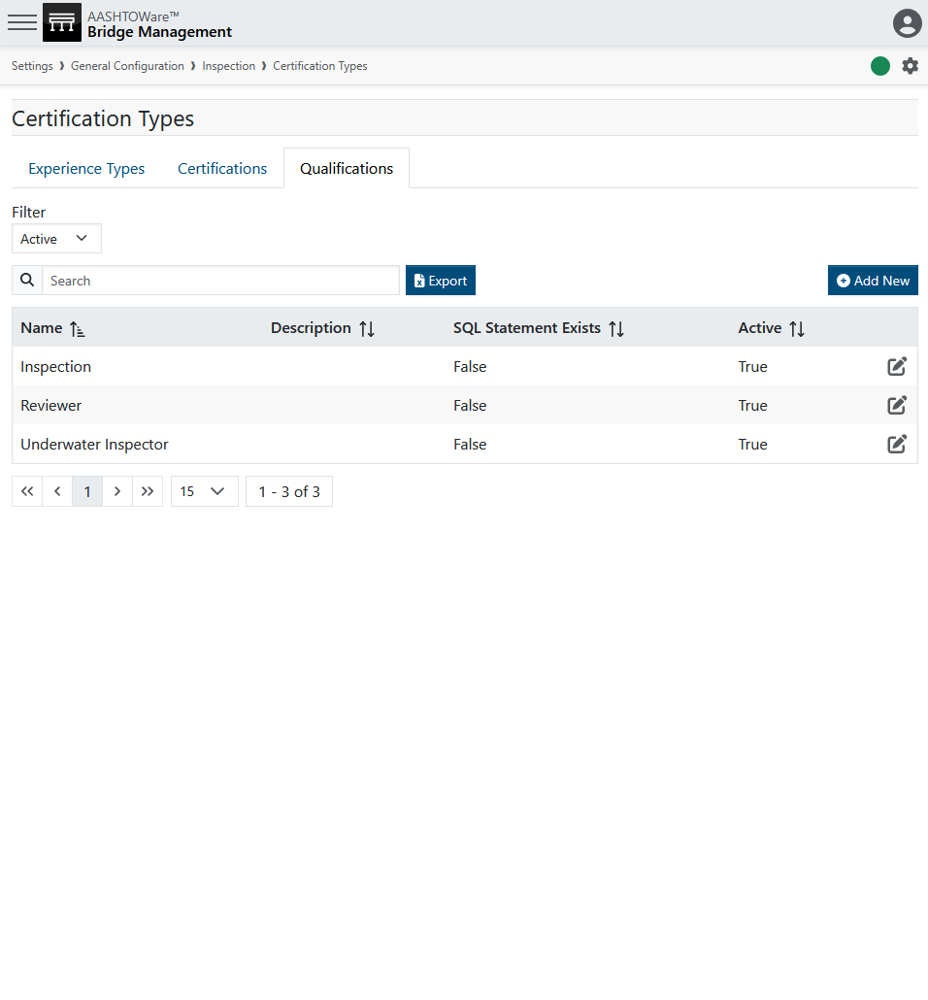 AASHTOWare™
Bridge Management
Settings › General Configuration › Inspection › Certification Types
Certification Types
Experience Types Certifications Qualifications
Filter
Active
Search Export Add New
Name Description SQL Statement Exists Active
Inspection False True
Reviewer False True
Underwater Inspector False True
1 15 1 - 3 of 3